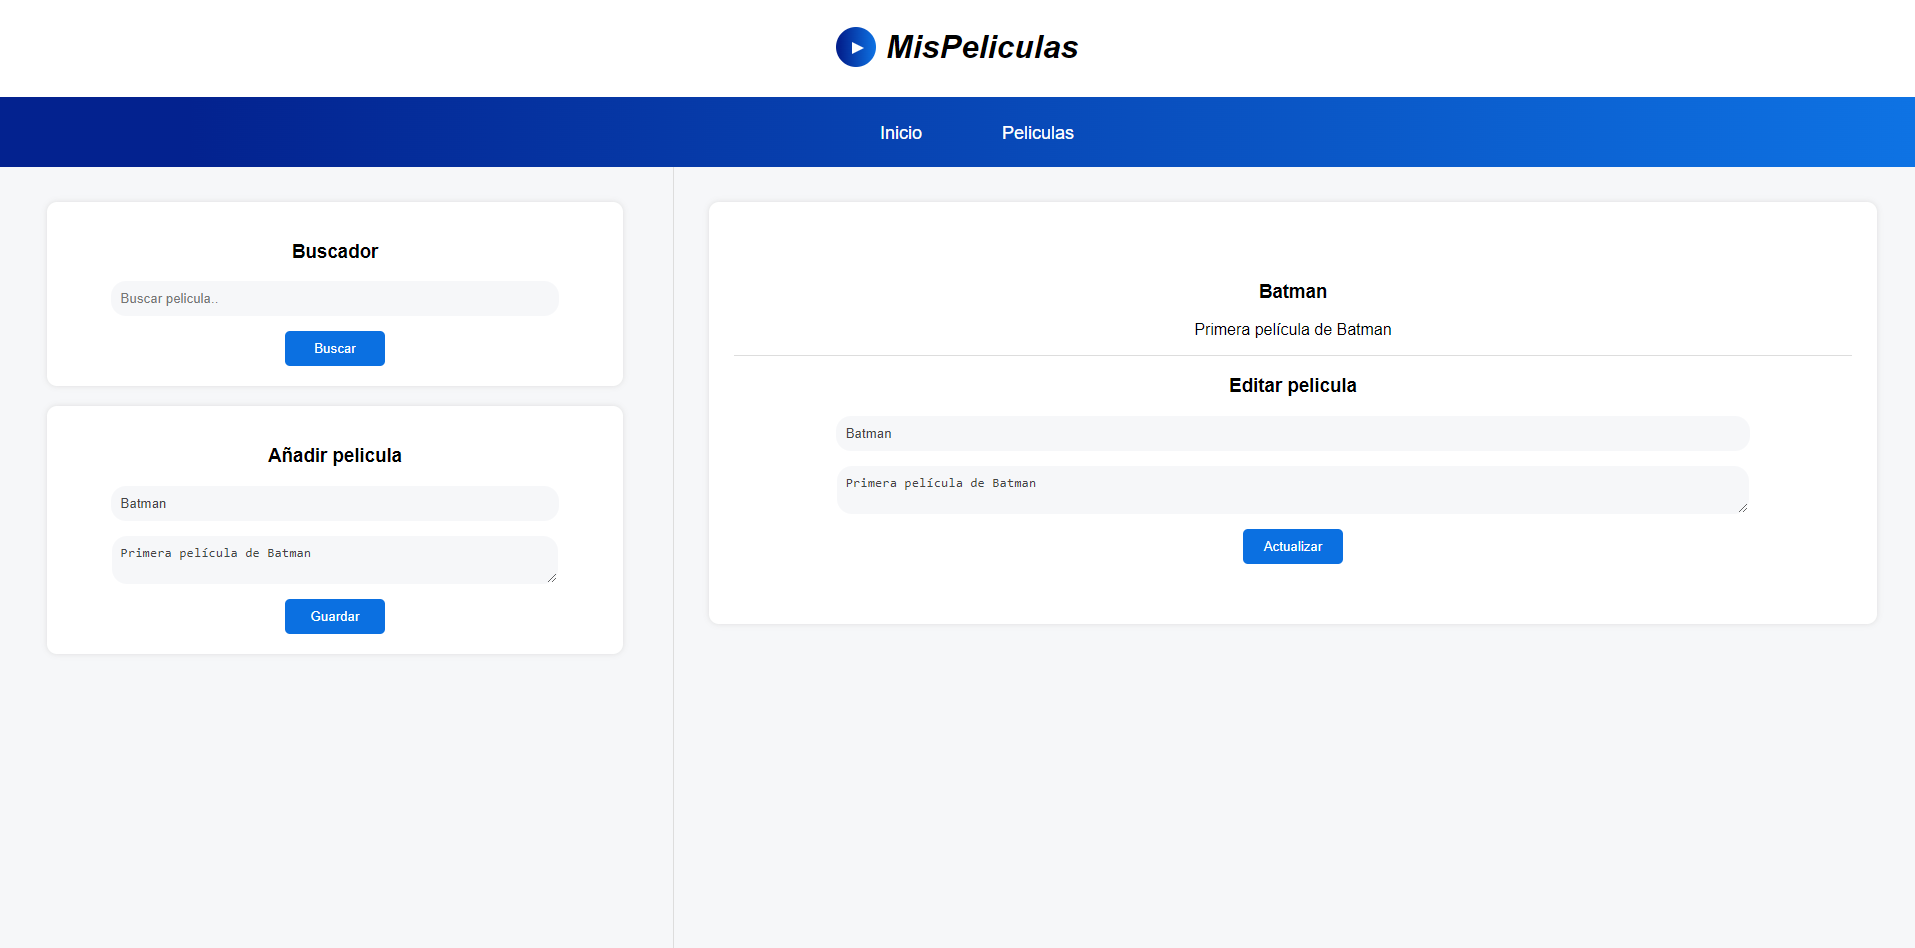 MisPeliculas
Inicio Peliculas
Buscador
Buscar pelicula..
Buscar
Añadir pelicula
Batman
Primera película de Batman
Guardar
Batman
Primera película de Batman
Editar pelicula
Batman
Primera película de Batman
Actualizar